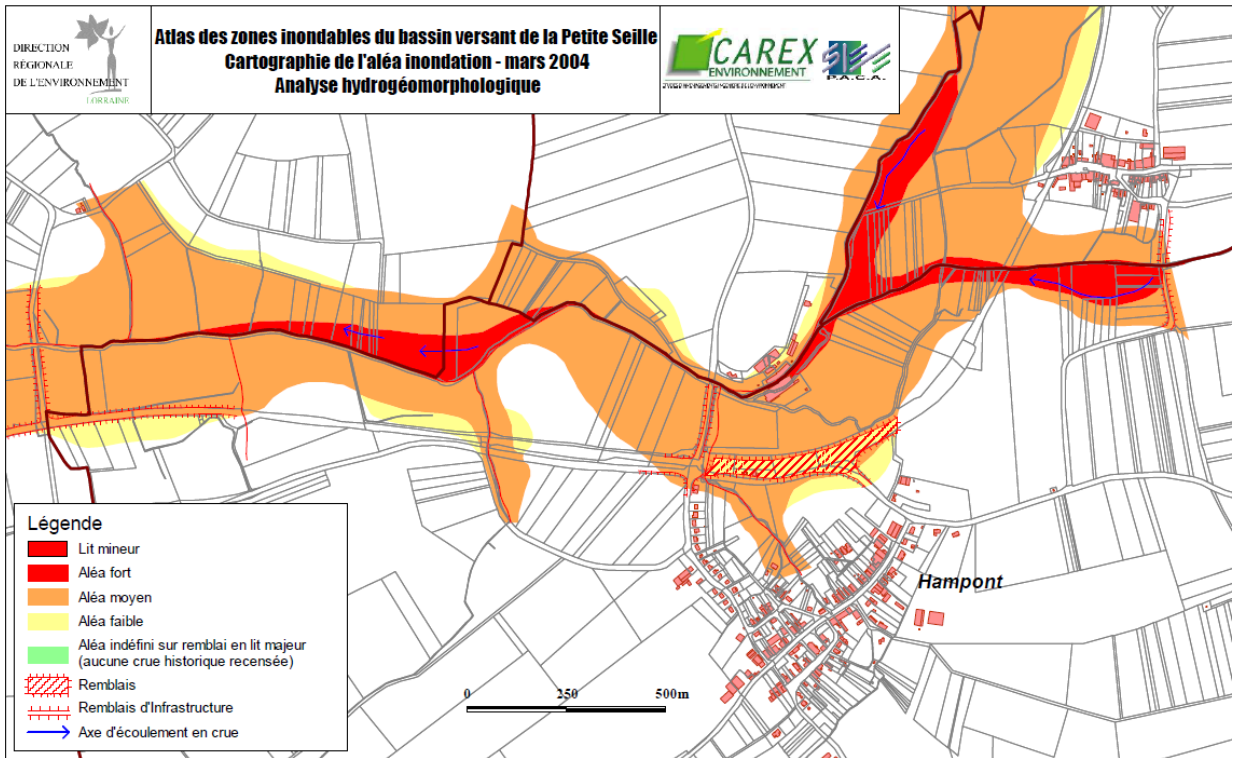 DIRECTION
RÉGIONALE
DE L'ENVIRONNEMENT
LORRAINE
Atlas des zones inondables du bassin versant de la Petite Seille
Cartographie de l'aléa inondation - mars 2004
Analyse hydrogéomorphologique
CAREX
ENVIRONNEMENT
P.A.C.A.
Hampont
Légende
Lit mineur
Aléa fort
Aléa moyen
Aléa faible
Aléa indéfini sur remblai en lit majeur
(aucune crue historique recensée)
Remblais
Remblais d'Infrastructure
Axe d'écoulement en crue
0 250 500m